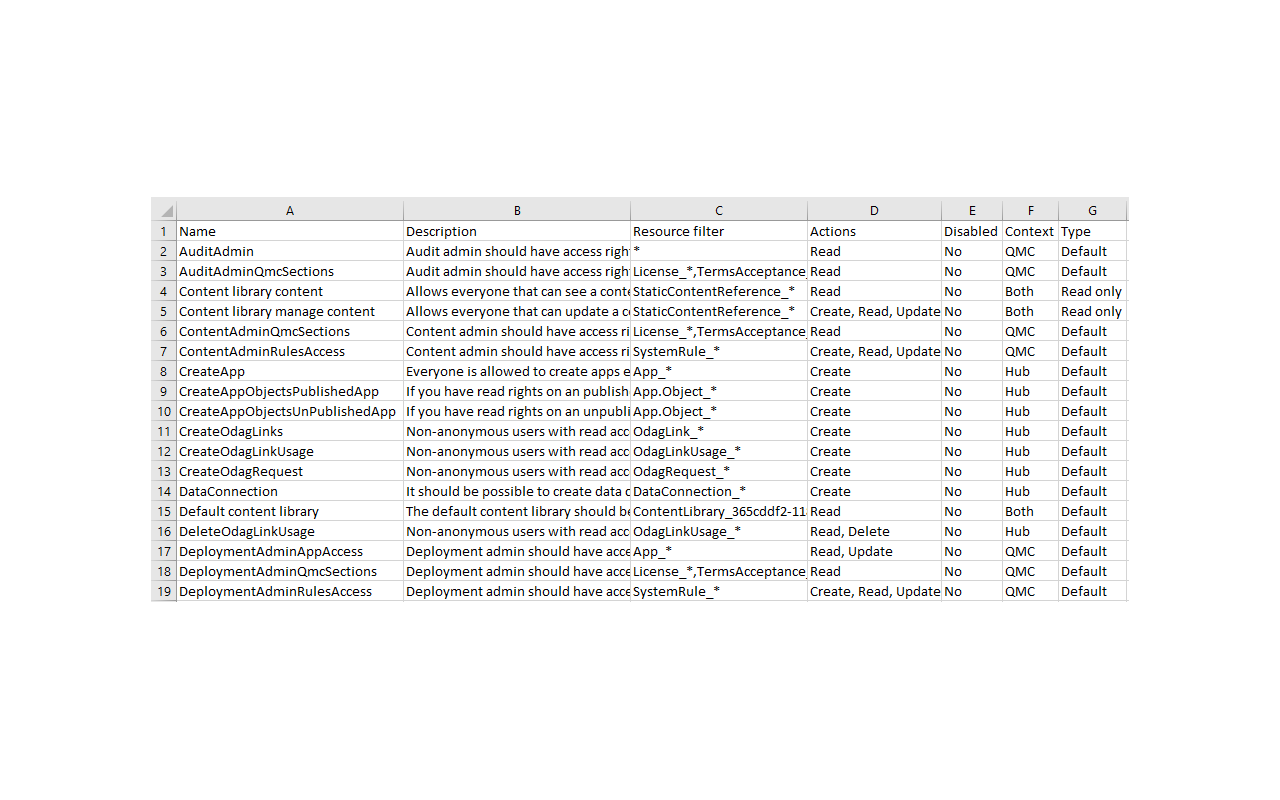 A B C D E F G
1 Name Description Resource filter Actions Disabled Context Type
2 AuditAdmin Audit admin should have access righ * Read No QMC Default
3 AuditAdminQmcSections Audit admin should have access righ License_*,TermsAcceptance_ Read No QMC Default
4 Content library content Allows everyone that can see a conte StaticContentReference_* Read No Both Read only
5 Content library manage content Allows everyone that can update a co StaticContentReference_* Create, Read, Update No Both Read only
6 ContentAdminQmcSections Content admin should have access ri License_*,TermsAcceptance_ Read No QMC Default
7 ContentAdminRulesAccess Content admin should have access ri SystemRule_* Create, Read, Update No QMC Default
8 CreateApp Everyone is allowed to create apps e App_* Create No Hub Default
9 CreateAppObjectsPublishedApp If you have read rights on an publish App.Object_* Create No Hub Default
10 CreateAppObjectsUnPublishedApp If you have read rights on an unpubli App.Object_* Create No Hub Default
11 CreateOdagLinks Non-anonymous users with read acc OdagLink_* Create No Hub Default
12 CreateOdagLinkUsage Non-anonymous users with read acc OdagLinkUsage_* Create No Hub Default
13 CreateOdagRequest Non-anonymous users with read acc OdagRequest_* Create No Hub Default
14 DataConnection It should be possible to create data c DataConnection_* Create No Hub Default
15 Default content library The default content library should be ContentLibrary_365cddf2-11 Read No Both Default
16 DeleteOdagLinkUsage Non-anonymous users with read acc OdagLinkUsage_* Read, Delete No Hub Default
17 DeploymentAdminAppAccess Deployment admin should have acce App_* Read, Update No QMC Default
18 DeploymentAdminQmcSections Deployment admin should have acce License_*,TermsAcceptance_ Read No QMC Default
19 DeploymentAdminRulesAccess Deployment admin should have acce SystemRule_* Create, Read, Update No QMC Default